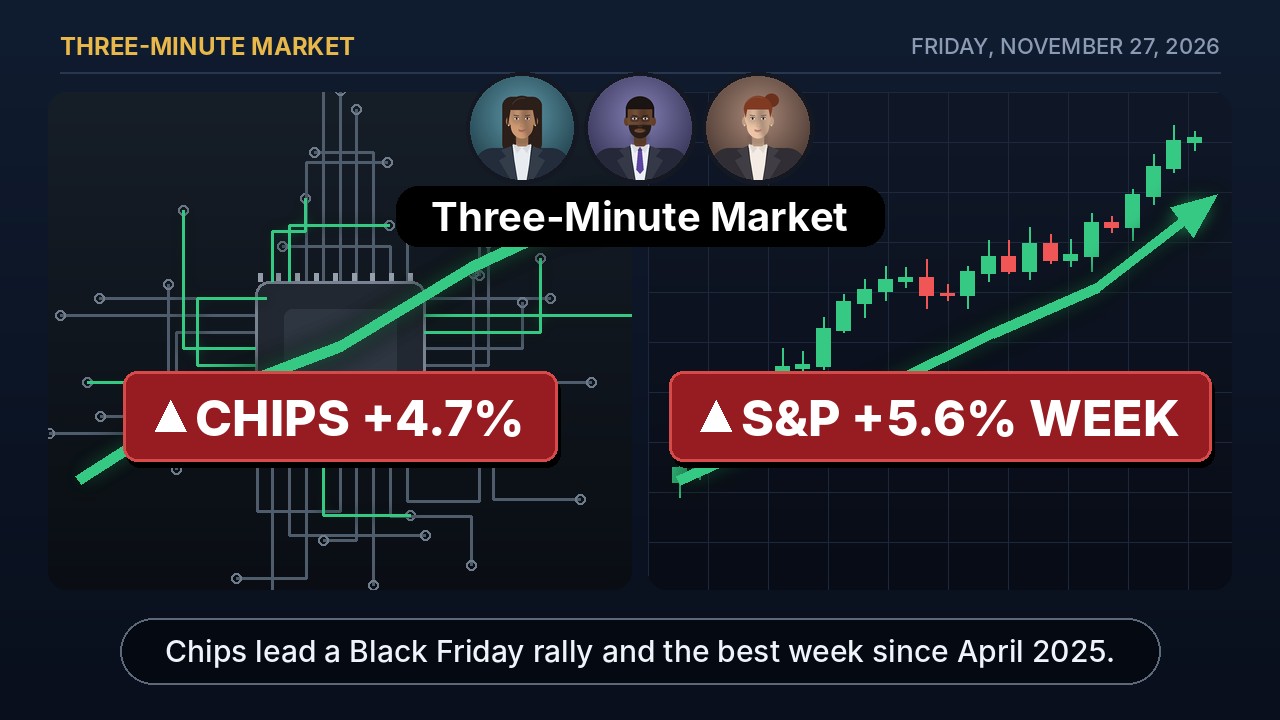 THREE-MINUTE MARKET
FRIDAY, NOVEMBER 27, 2026
Three-Minute Market
▲ CHIPS +4.7%
▲ S&P +5.6% WEEK
Chips lead a Black Friday rally and the best week since April 2025.